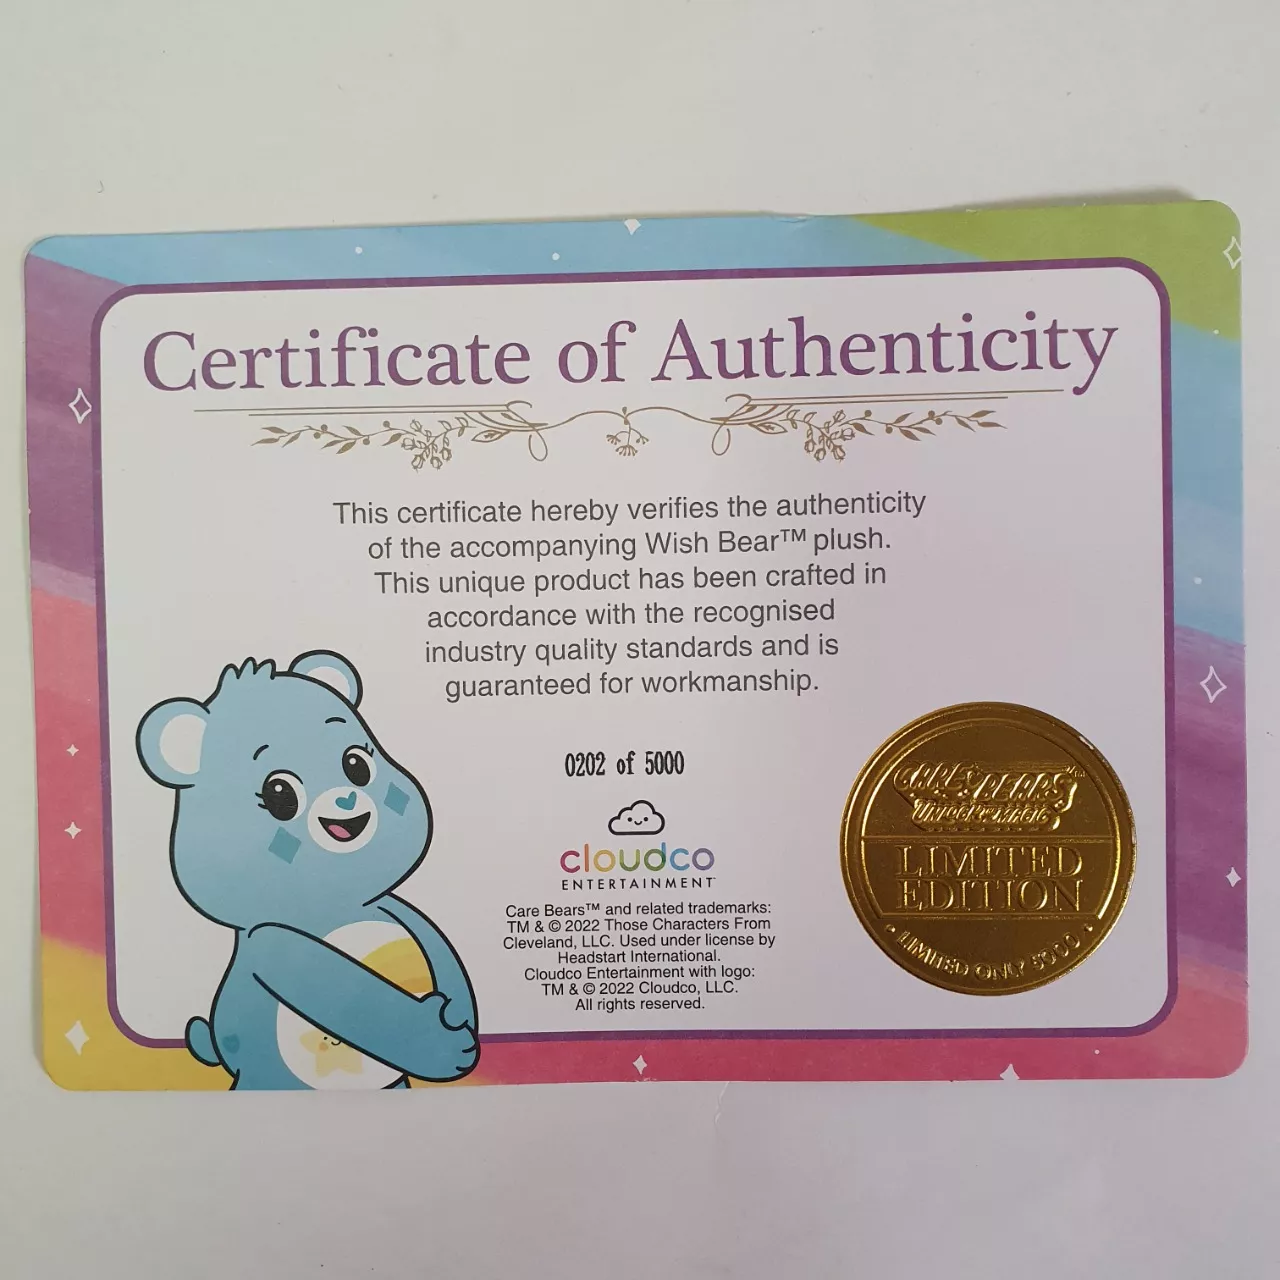 Certificate of Authenticity
This certificate hereby verifies the authenticity
of the accompanying Wish Bear™ plush.
This unique product has been crafted in
accordance with the recognised
industry quality standards and is
guaranteed for workmanship.
0202 of 5000
cloudco
ENTERTAINMENT
Care Bears™ and related trademarks:
TM & © 2022 Those Characters From
Cleveland, LLC. Used under license by
Headstart International.
Cloudco Entertainment with logo:
TM & © 2022 Cloudco, LLC.
All rights reserved.
CARE BEARS™
UNLOCK THE MAGIC
LIMITED
EDITION
• LIMITED ONLY 5000 •